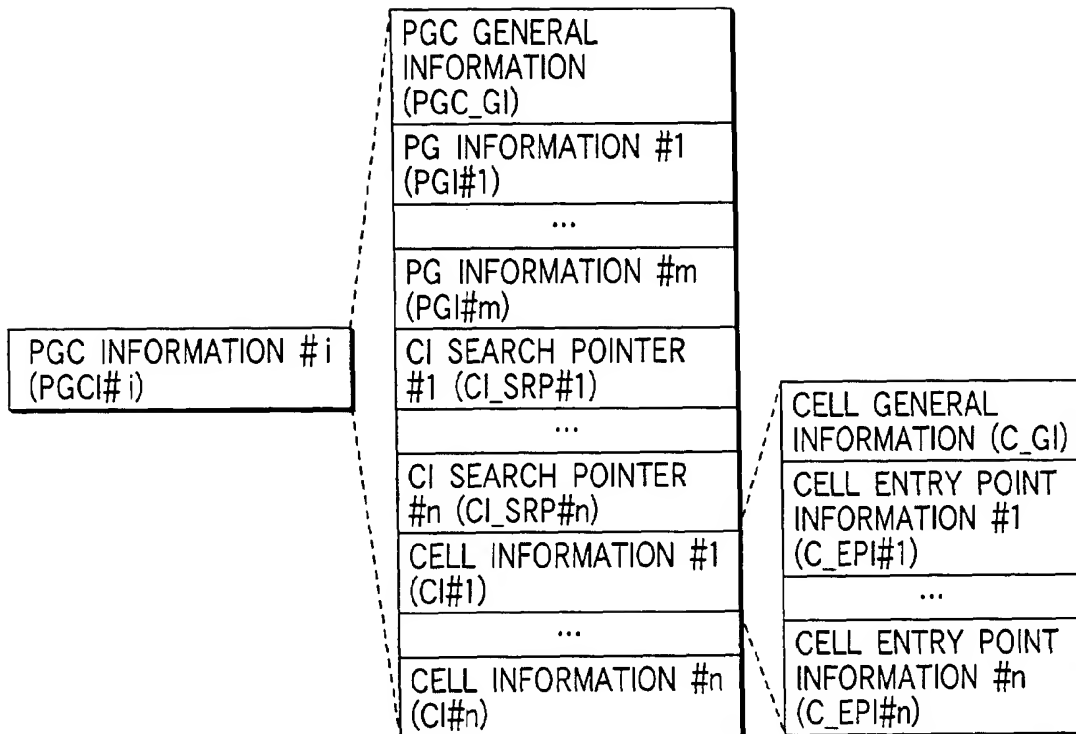 PGC INFORMATION #i
(PGCI#i)
PGC GENERAL
INFORMATION
(PGC_GI)
PG INFORMATION #1
(PGI#1)
...
PG INFORMATION #m
(PGI#m)
CI SEARCH POINTER
#1 (CI_SRP#1)
...
CI SEARCH POINTER
#n (CI_SRP#n)
CELL INFORMATION #1
(CI#1)
...
CELL INFORMATION #n
(CI#n)
CELL GENERAL
INFORMATION (C_GI)
CELL ENTRY POINT
INFORMATION #1
(C_EPI#1)
...
CELL ENTRY POINT
INFORMATION #n
(C_EPI#n)